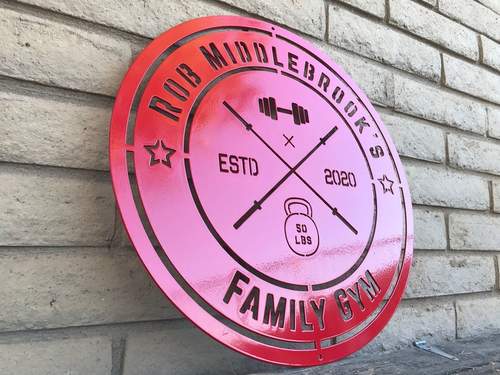 ROB MIDDLEBROOK'S
ESTD 2020
50
LBS
FAMILY GYM